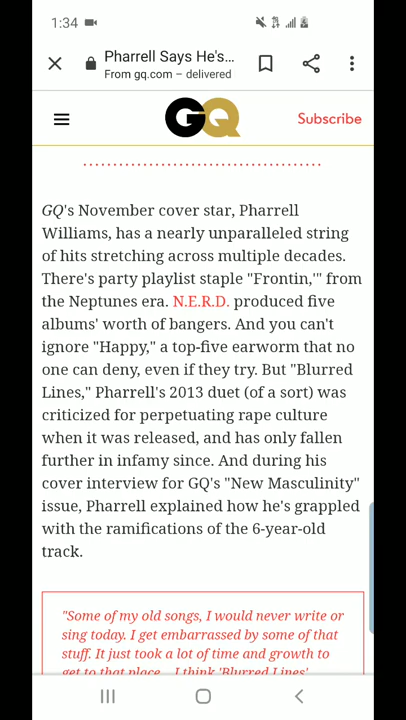 1:34
Pharrell Says He's...
From gq.com – delivered
GQ
Subscribe
GQ's November cover star, Pharrell
Williams, has a nearly unparalleled string
of hits stretching across multiple decades.
There's party playlist staple "Frontin,'" from
the Neptunes era. N.E.R.D. produced five
albums' worth of bangers. And you can't
ignore "Happy," a top-five earworm that no
one can deny, even if they try. But "Blurred
Lines," Pharrell's 2013 duet (of a sort) was
criticized for perpetuating rape culture
when it was released, and has only fallen
further in infamy since. And during his
cover interview for GQ's "New Masculinity"
issue, Pharrell explained how he's grappled
with the ramifications of the 6-year-old
track.
"Some of my old songs, I would never write or
sing today. I get embarrassed by some of that
stuff. It just took a lot of time and growth to
get to that place... I think 'Blurred Lines'